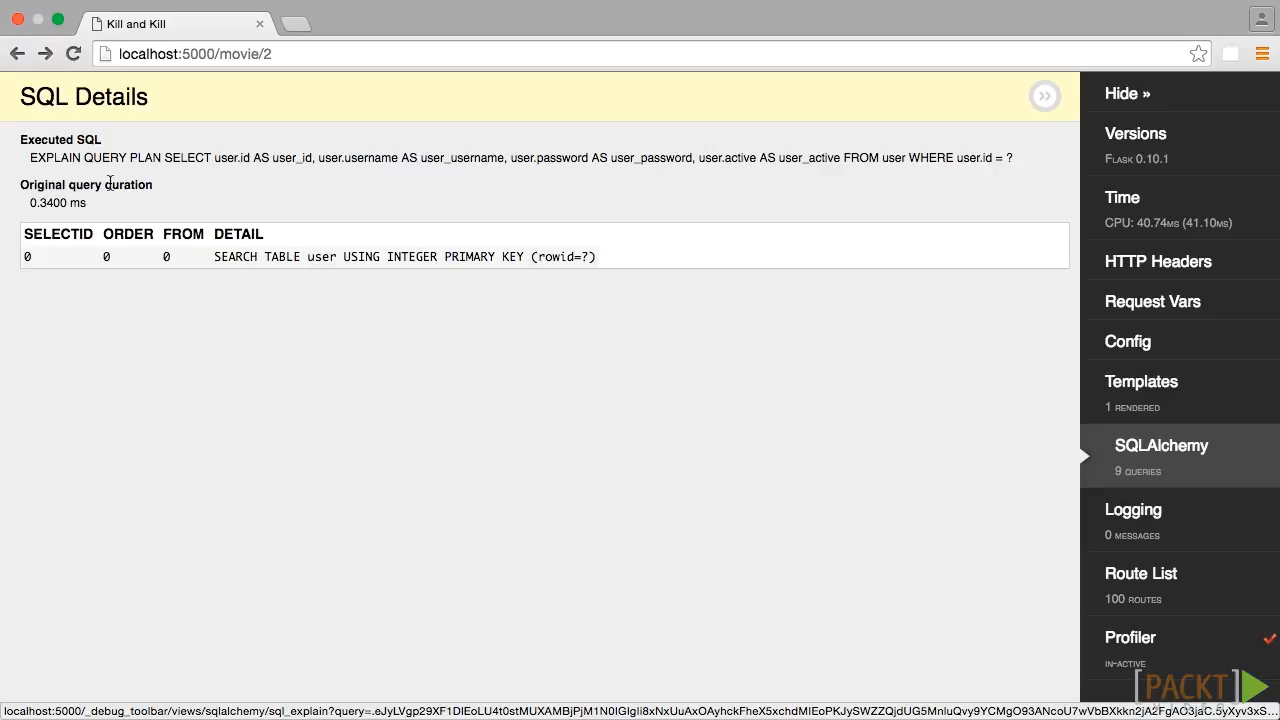 Kill and Kill
localhost:5000/movie/2
SQL Details
Executed SQL
EXPLAIN QUERY PLAN SELECT user.id AS user_id, user.username AS user_username, user.password AS user_password, user.active AS user_active FROM user WHERE user.id = ?
Original query duration
0.3400 ms
SELECTID ORDER FROM DETAIL
0 0 0 SEARCH TABLE user USING INTEGER PRIMARY KEY (rowid=?)
Hide »
Versions
FLASK 0.10.1
Time
CPU: 40.74MS (41.10MS)
HTTP Headers
Request Vars
Config
Templates
1 RENDERED
SQLAlchemy
9 QUERIES
Logging
0 MESSAGES
Route List
100 ROUTES
Profiler
IN-ACTIVE
[PACKT]